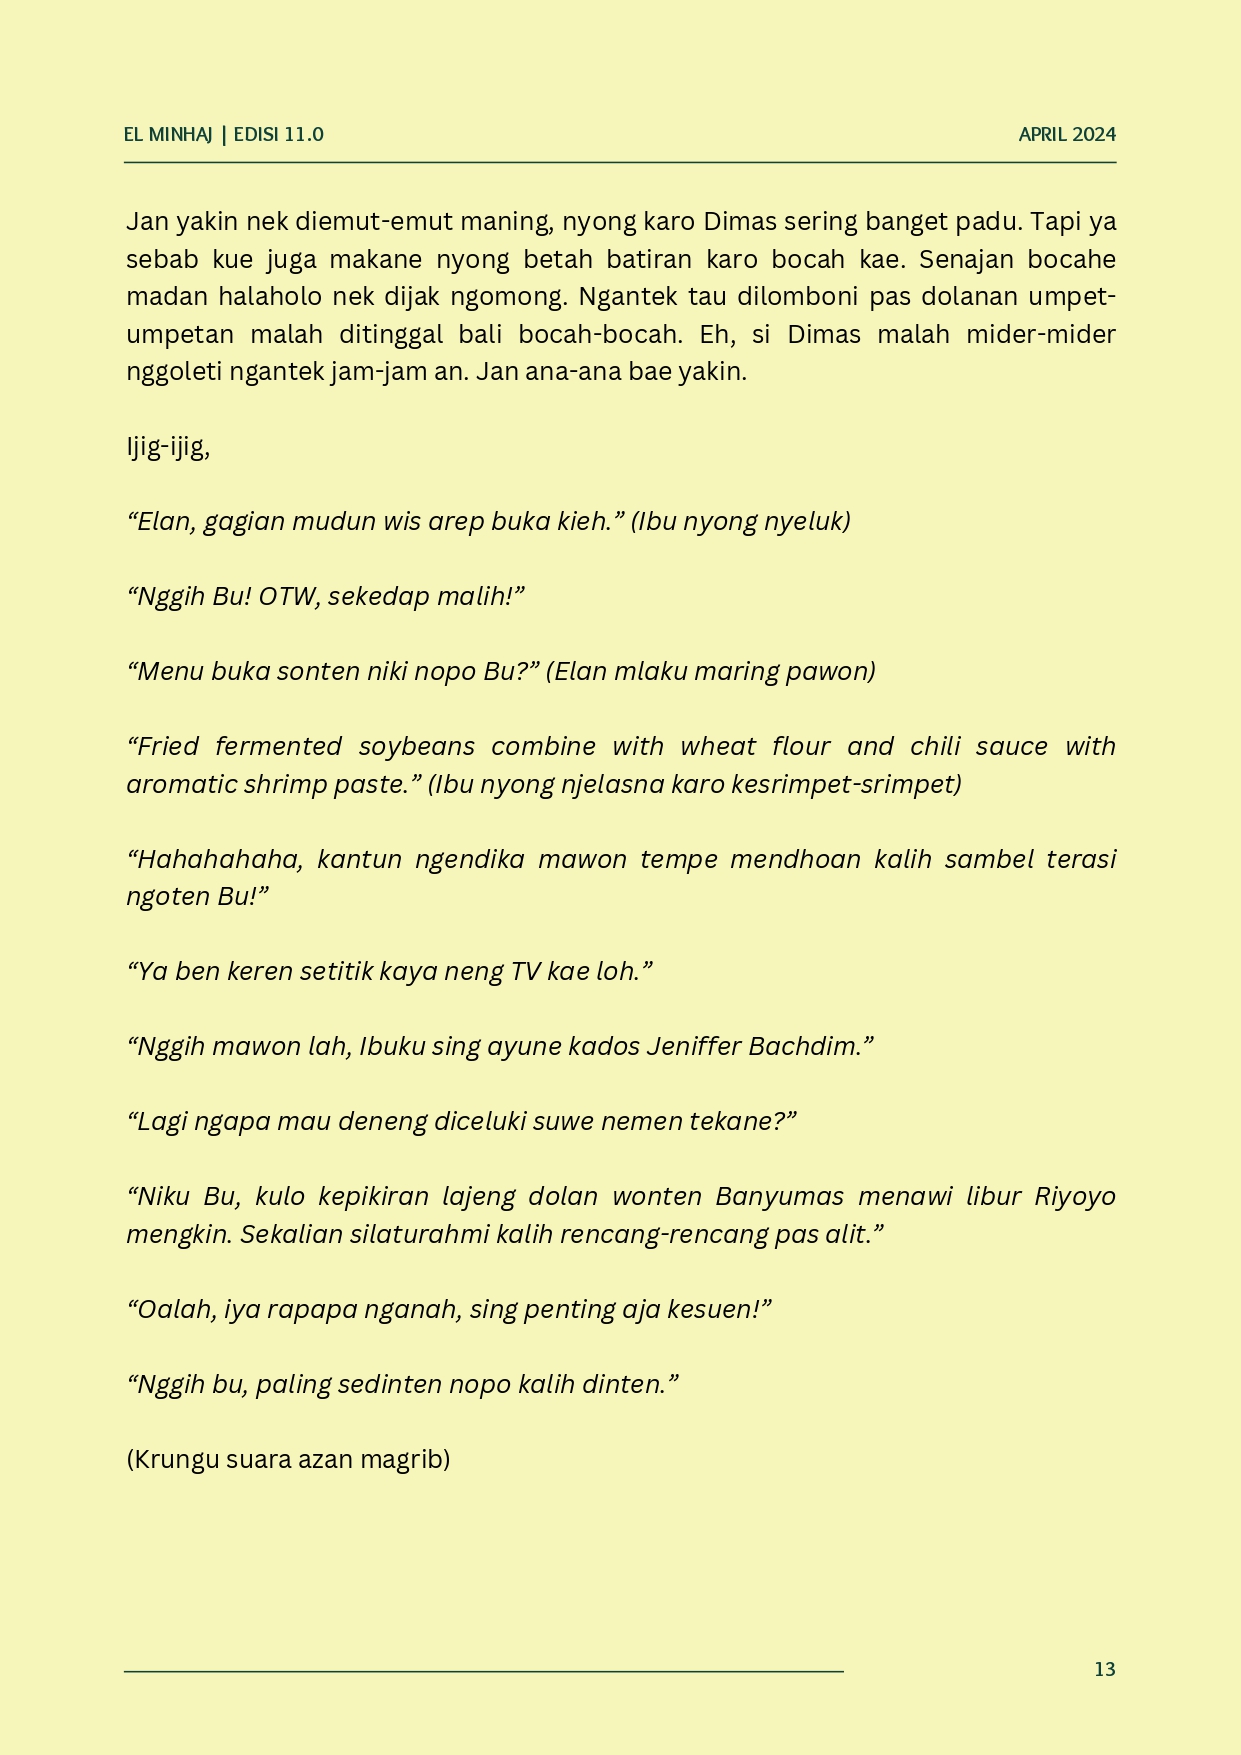 EL MINHAJ | EDISI 11.0
APRIL 2024
Jan yakin nek diemut-emut maning, nyong karo Dimas sering banget padu. Tapi ya
sebab kue juga makane nyong betah batiran karo bocah kae. Senajan bocahe
madan halaholo nek dijak ngomong. Ngantek tau dilomboni pas dolanan umpet-
umpetan malah ditinggal bali bocah-bocah. Eh, si Dimas malah mider-mider
nggoleti ngantek jam-jam an. Jan ana-ana bae yakin.
Ijig-ijig,
“Elan, gagian mudun wis arep buka kieh.” (Ibu nyong nyeluk)
“Nggih Bu! OTW, sekedap malih!”
“Menu buka sonten niki nopo Bu?” (Elan mlaku maring pawon)
“Fried fermented soybeans combine with wheat flour and chili sauce with
aromatic shrimp paste.” (Ibu nyong njelasna karo kesrimpet-srimpet)
“Hahahahaha, kantun ngendika mawon tempe mendhoan kalih sambel terasi
ngoten Bu!”
“Ya ben keren setitik kaya neng TV kae loh.”
“Nggih mawon lah, Ibuku sing ayune kados Jeniffer Bachdim.”
“Lagi ngapa mau deneng diceluki suwe nemen tekane?”
“Niku Bu, kulo kepikiran lajeng dolan wonten Banyumas menawi libur Riyoyo
mengkin. Sekalian silaturahmi kalih rencang-rencang pas alit.”
“Oalah, iya rapapa nganah, sing penting aja kesuen!”
“Nggih bu, paling sedinten nopo kalih dinten.”
(Krungu suara azan magrib)
13